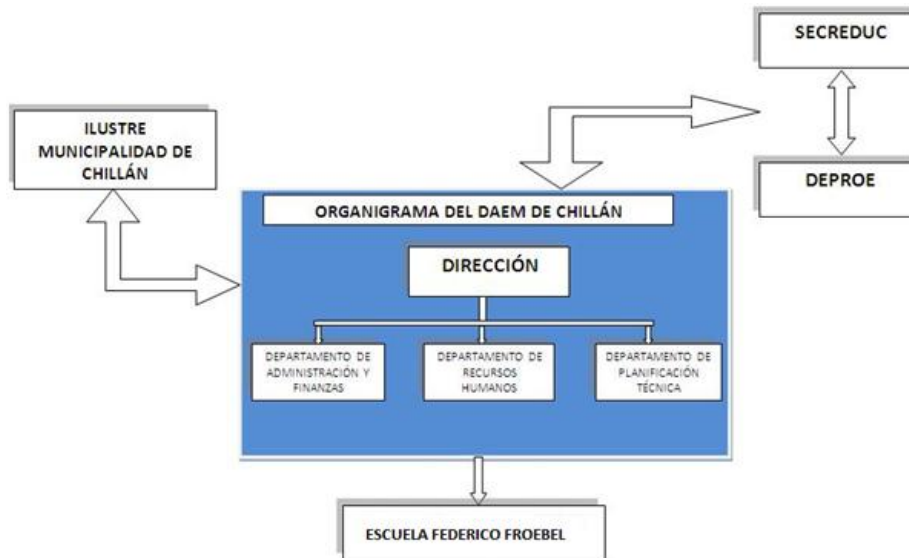 SECREDUC
ILUSTRE
MUNICIPALIDAD DE
CHILLÁN
DEPROE
ORGANIGRAMA DEL DAEM DE CHILLÁN
DIRECCIÓN
DEPARTAMENTO DE
ADMINISTRACIÓN Y
FINANZAS
DEPARTAMENTO DE
RECURSOS
HUMANOS
DEPARTAMENTO DE
PLANIFICACIÓN
TÉCNICA
ESCUELA FEDERICO FROEBEL